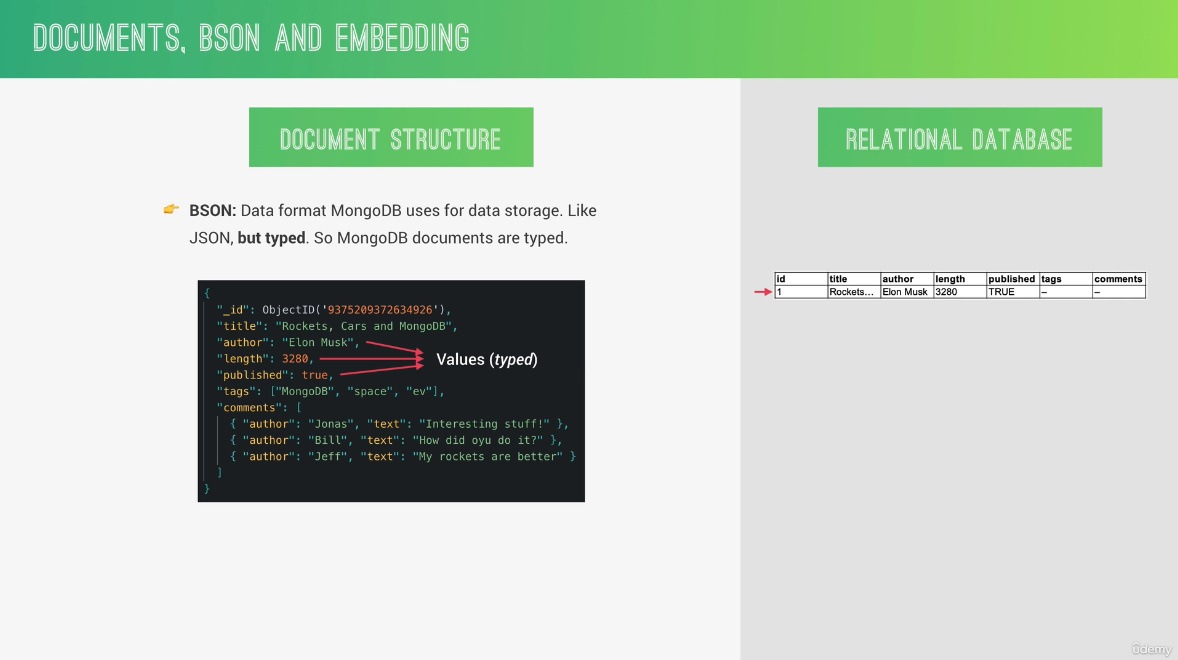 DOCUMENTS, BSON AND EMBEDDING
DOCUMENT STRUCTURE
BSON: Data format MongoDB uses for data storage. Like
JSON, but typed. So MongoDB documents are typed.
{
"_id": ObjectID('9375209372634926'),
"title": "Rockets, Cars and MongoDB",
"author": "Elon Musk",
"length": 3280,
"published": true,
"tags": ["MongoDB", "space", "ev"],
"comments": [
{ "author": "Jonas", "text": "Interesting stuff!" },
{ "author": "Bill", "text": "How did oyu do it?" },
{ "author": "Jeff", "text": "My rockets are better" }
]
}
Values (typed)
RELATIONAL DATABASE
id title author length published tags comments
1 Rockets... Elon Musk 3280 TRUE – –
ûdemy